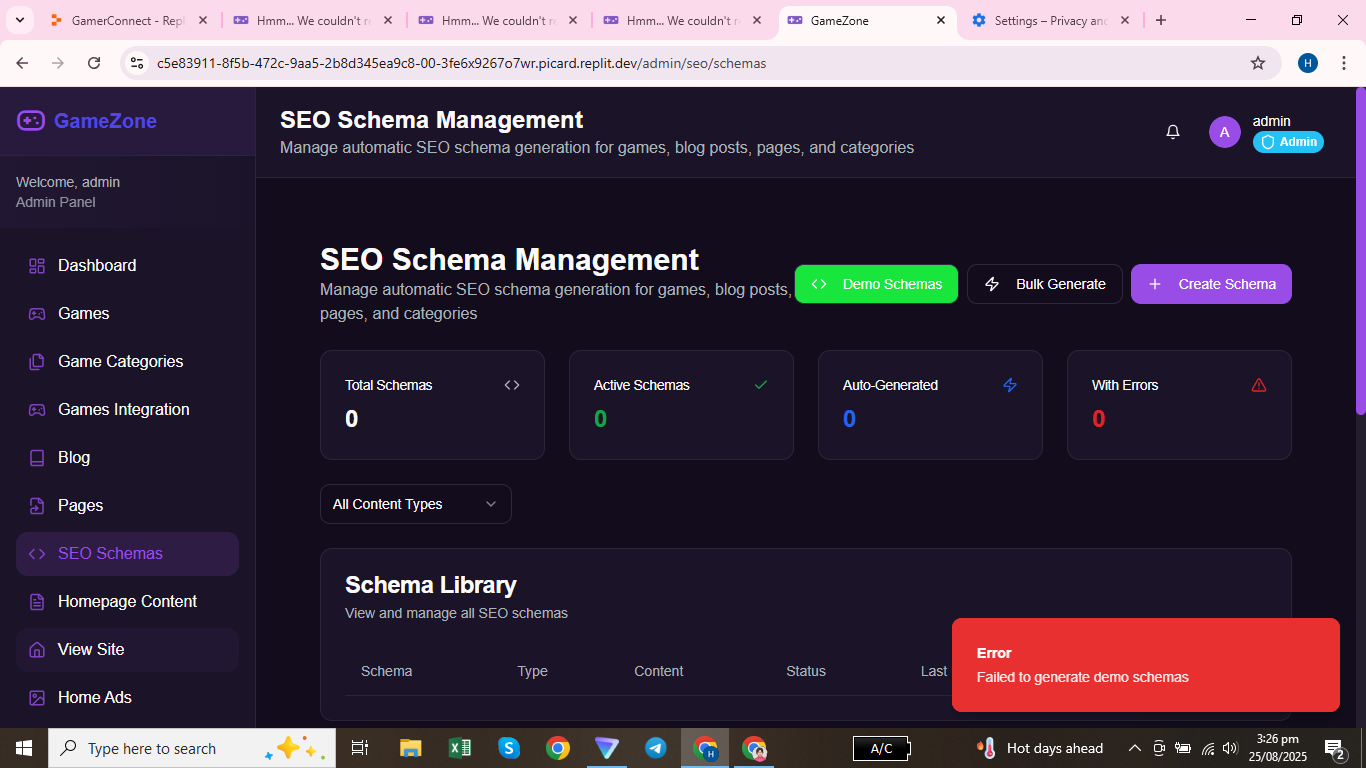 GamerConnect - Repl
Hmm... We couldn't r
Hmm... We couldn't r
Hmm... We couldn't r
GameZone
Settings – Privacy and
c5e83911-8f5b-472c-9aa5-2b8d345ea9c8-00-3fe6x9267o7wr.picard.replit.dev/admin/seo/schemas
H
GameZone
Welcome, admin
Admin Panel
Dashboard
Games
Game Categories
Games Integration
Blog
Pages
SEO Schemas
Homepage Content
View Site
Home Ads
SEO Schema Management
Manage automatic SEO schema generation for games, blog posts, pages, and categories
A
admin
Admin
SEO Schema Management
Manage automatic SEO schema generation for games, blog posts,
pages, and categories
Demo Schemas
Bulk Generate
Create Schema
Total Schemas
0
Active Schemas
0
Auto-Generated
0
With Errors
0
All Content Types
Schema Library
View and manage all SEO schemas
Schema Type Content Status Last
Error
Failed to generate demo schemas
Type here to search
A/C
Hot days ahead
3:26 pm
25/08/2025
2